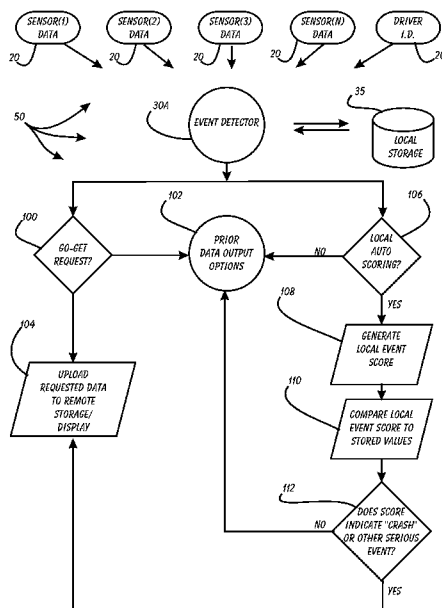 SENSOR(1)
DATA
SENSOR(2)
DATA
SENSOR(3)
DATA
SENSOR(N)
DATA
DRIVER
I.D.
20
20
20
20
20
50
30A
EVENT DETECTOR
35
LOCAL
STORAGE
100
GO-GET
REQUEST?
102
PRIOR
DATA OUTPUT
OPTIONS
106
LOCAL
AUTO
SCORING?
NO
YES
104
UPLOAD
REQUESTED DATA
TO REMOTE
STORAGE/
DISPLAY
108
GENERATE
LOCAL EVENT
SCORE
110
COMPARE LOCAL
EVENT SCORE TO
STORED VALUES
112
DOES SCORE
INDICATE "CRASH"
OR OTHER SERIOUS
EVENT?
NO
YES